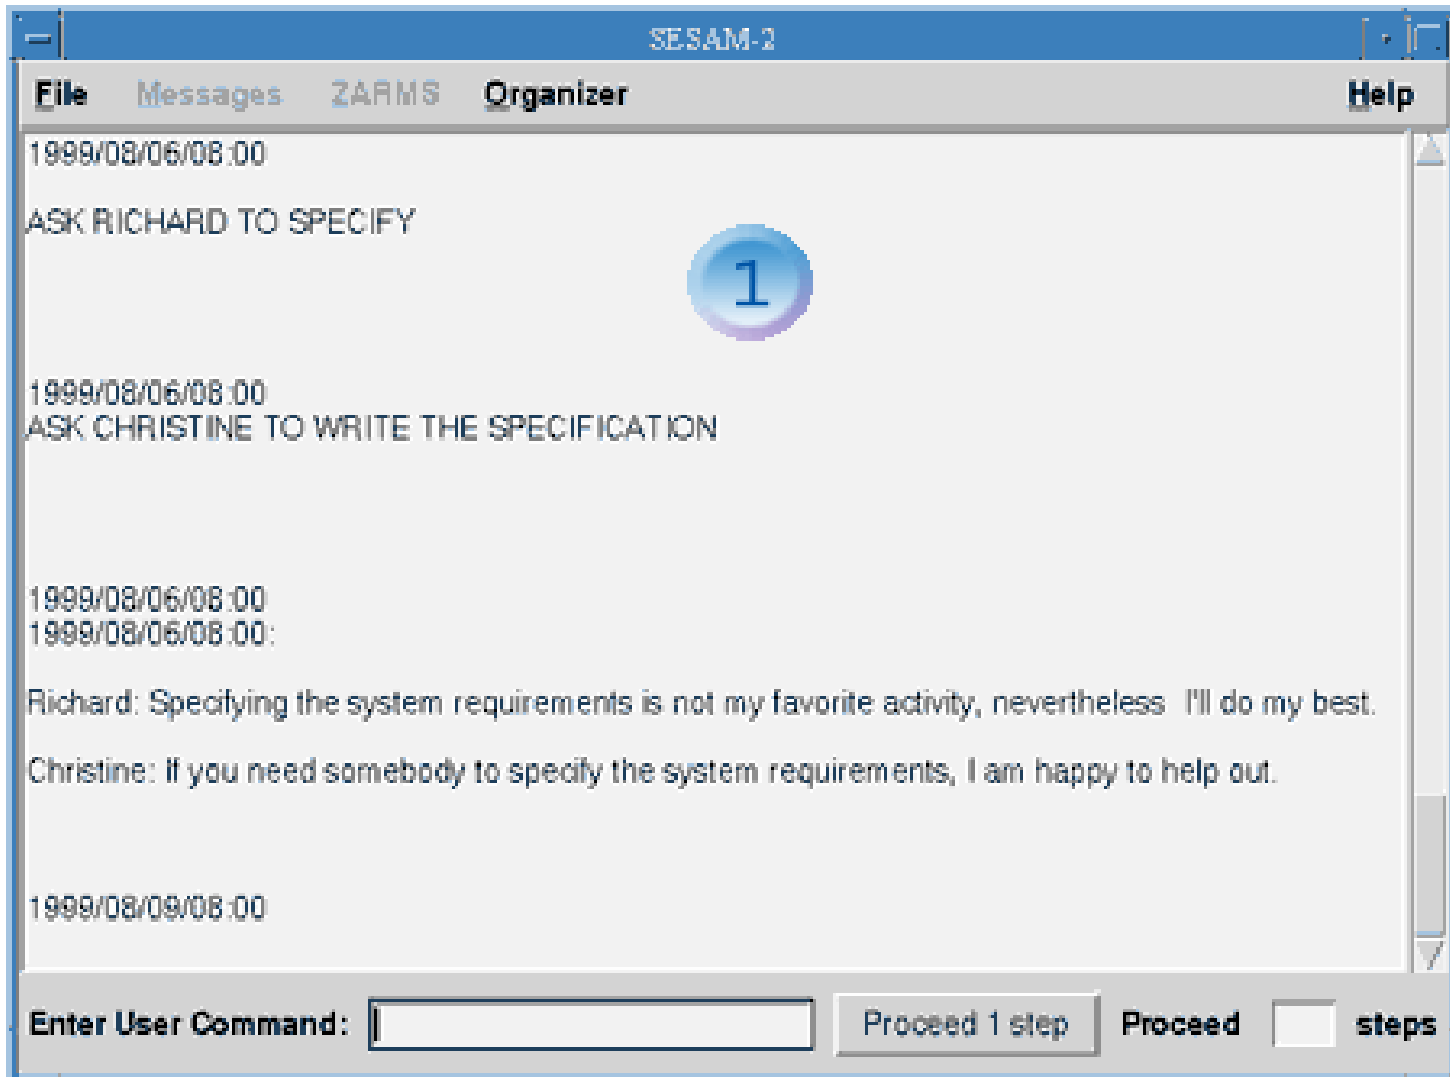 SESAM-2
File Messages ZARMS Organizer Help
1999/08/06/08:00
ASK RICHARD TO SPECIFY
1
1999/08/06/08:00
ASK CHRISTINE TO WRITE THE SPECIFICATION
1999/08/06/08:00
1999/08/06/08:00:
Richard: Specifying the system requirements is not my favorite activity, nevertheless I'll do my best.
Christine: If you need somebody to specify the system requirements, I am happy to help out.
1999/08/09/08:00
Enter User Command: Proceed 1 step Proceed steps